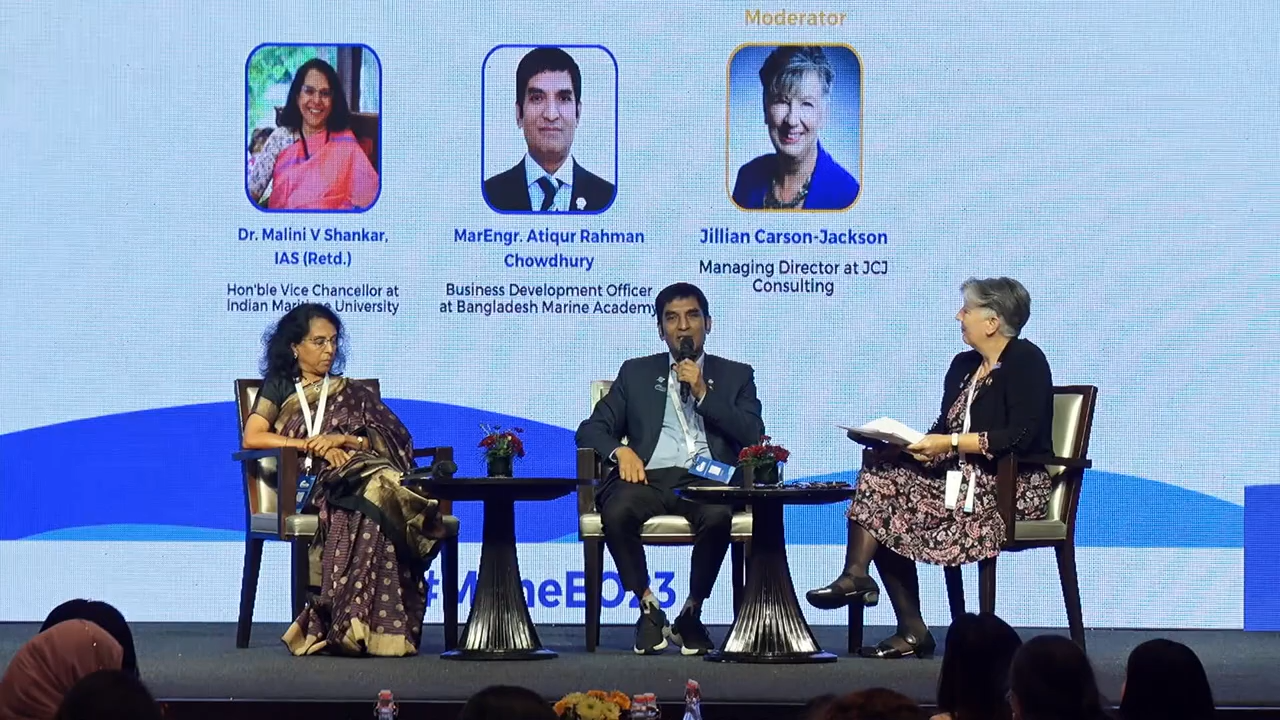 Moderator
Dr. Malini V Shankar,
IAS (Retd.)
Hon'ble Vice Chancellor at
Indian Maritime University
MarEngr. Atiqur Rahman
Chowdhury
Business Development Officer
at Bangladesh Marine Academy
Jillian Carson-Jackson
Managing Director at JCJ
Consulting